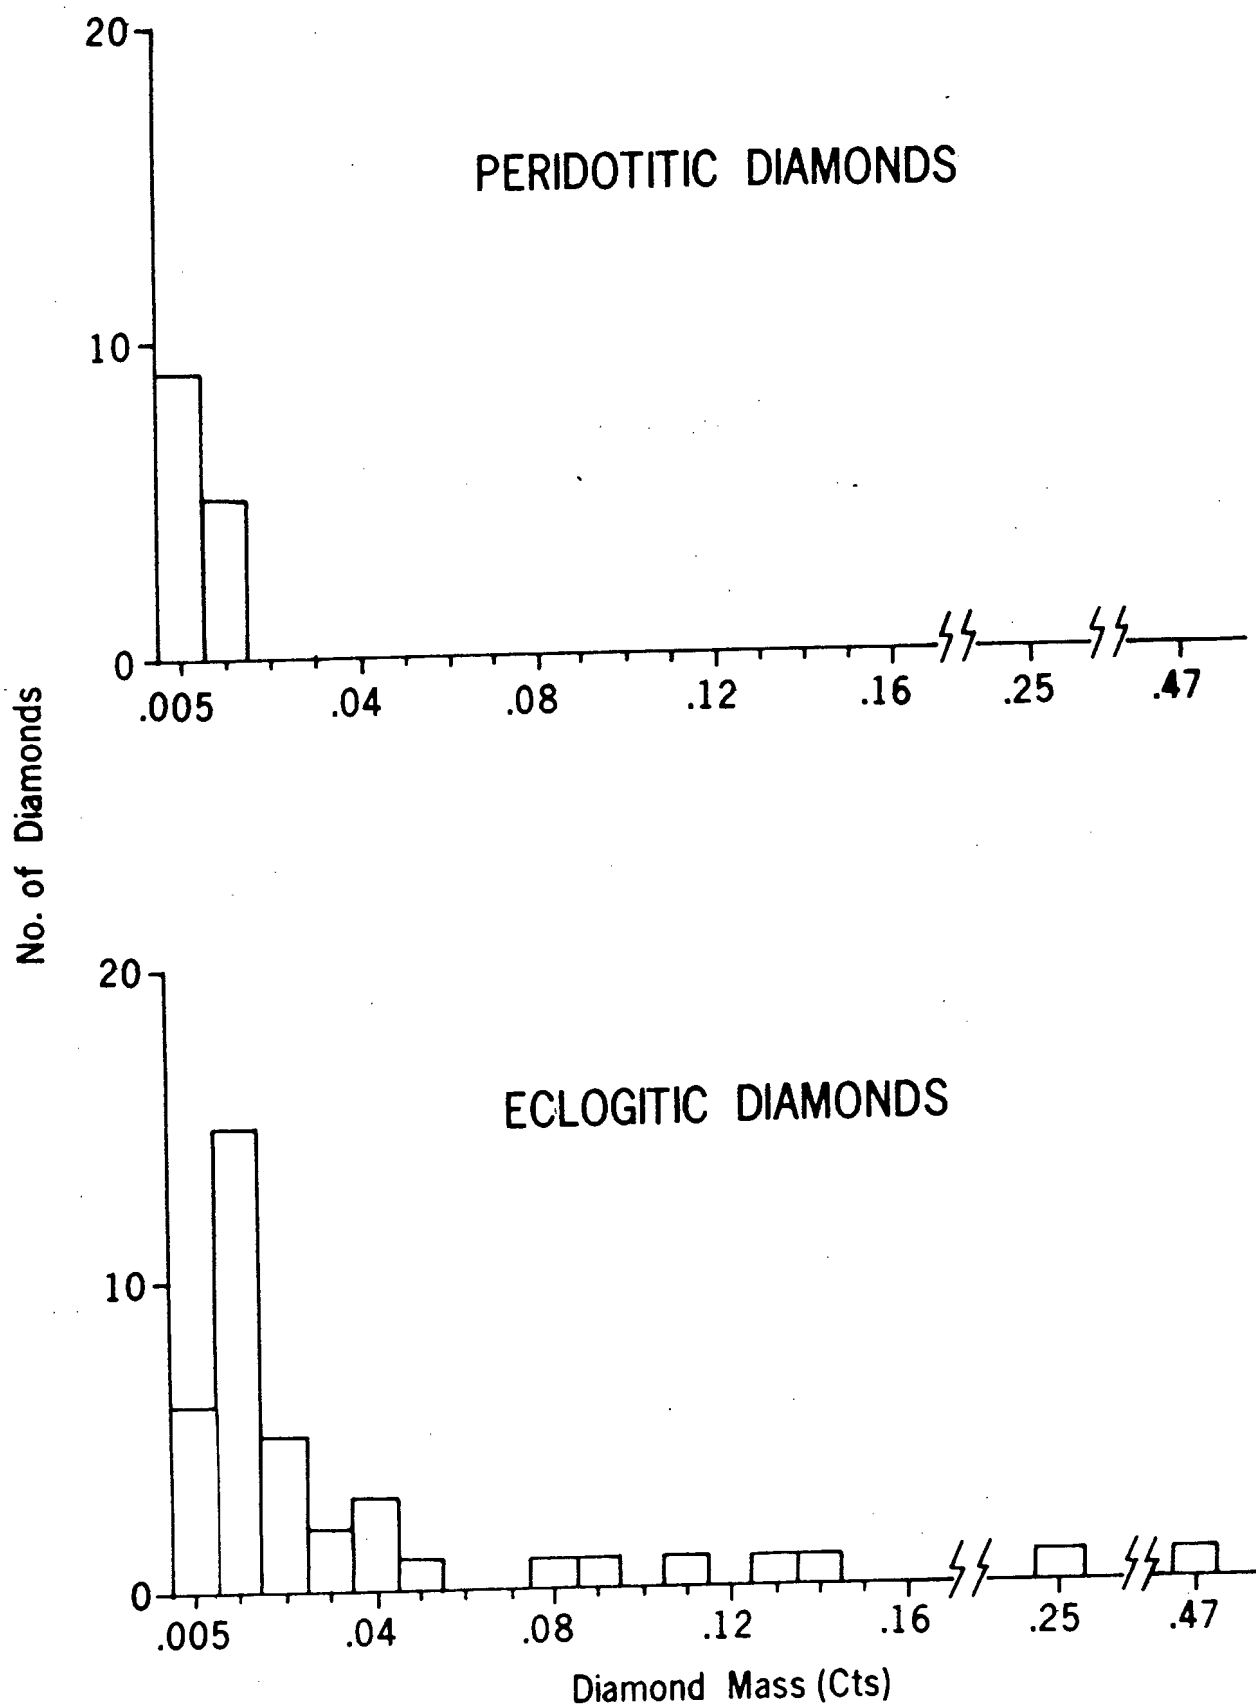 20
PERIDOTITIC DIAMONDS
10
0
.005 .04 .08 .12 .16 .25 .47
No. of Diamonds
20
ECLOGITIC DIAMONDS
10
0
.005 .04 .08 .12 .16 .25 .47
Diamond Mass (Cts)